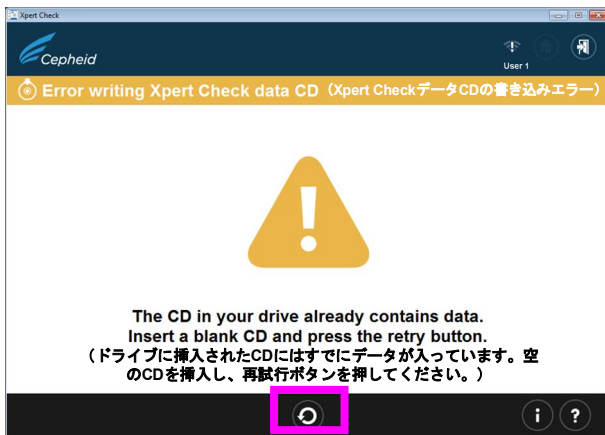 Xpert Check
Cepheid
User 1
Error writing Xpert Check data CD（Xpert CheckデータCDの書き込みエラー）
The CD in your drive already contains data.
Insert a blank CD and press the retry button.
（ドライブに挿入されたCDにはすでにデータが入っています。空
のCDを挿入し、再試行ボタンを押してください。）
i ?